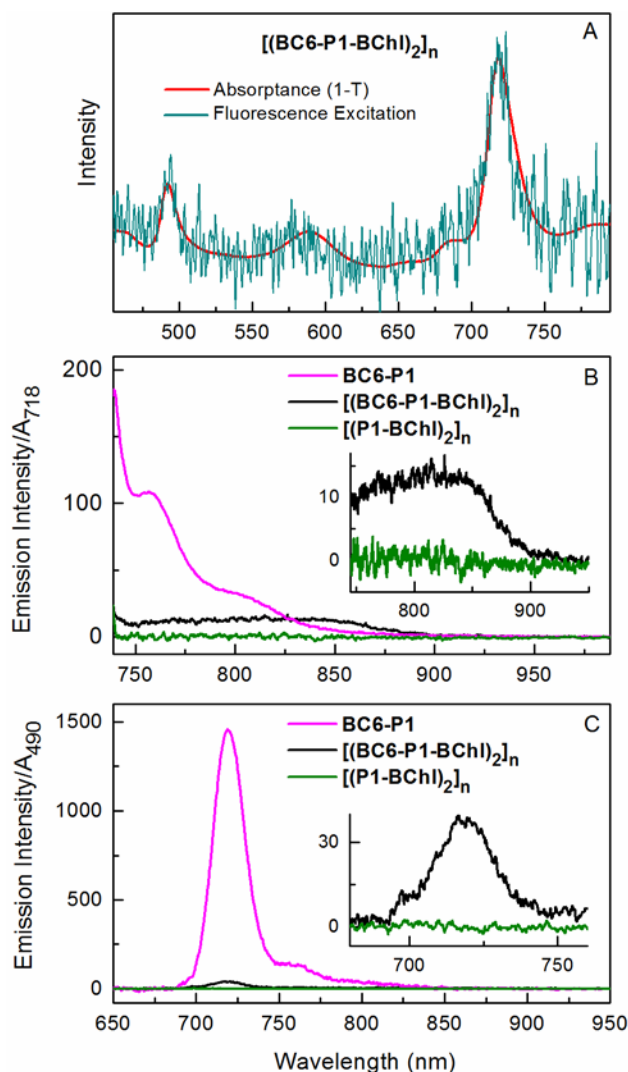 [(BC6-P1-BChl)₂]ₙ
A
Absorptance (1-T)
Fluorescence Excitation
Intensity
500 550 600 650 700 750
200
100
0
Emission Intensity/A₇₁₈
B
BC6-P1
[(BC6-P1-BChl)₂]ₙ
[(P1-BChl)₂]ₙ
10
0
800 900
750 800 850 900 950
1500
1000
500
0
Emission Intensity/A₄₉₀
C
BC6-P1
[(BC6-P1-BChl)₂]ₙ
[(P1-BChl)₂]ₙ
30
0
700 750
650 700 750 800 850 900 950
Wavelength (nm)